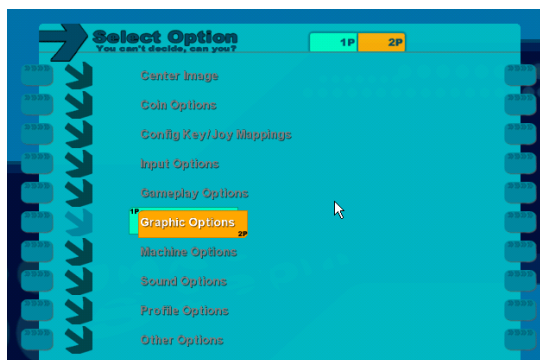 Select Option
You can't decide, can you?
1P 2P
Center Image
Coin Options
Config Key/Joy Mappings
Input Options
Gameplay Options
1P
Graphic Options
2P
Machine Options
Sound Options
Profile Options
Other Options